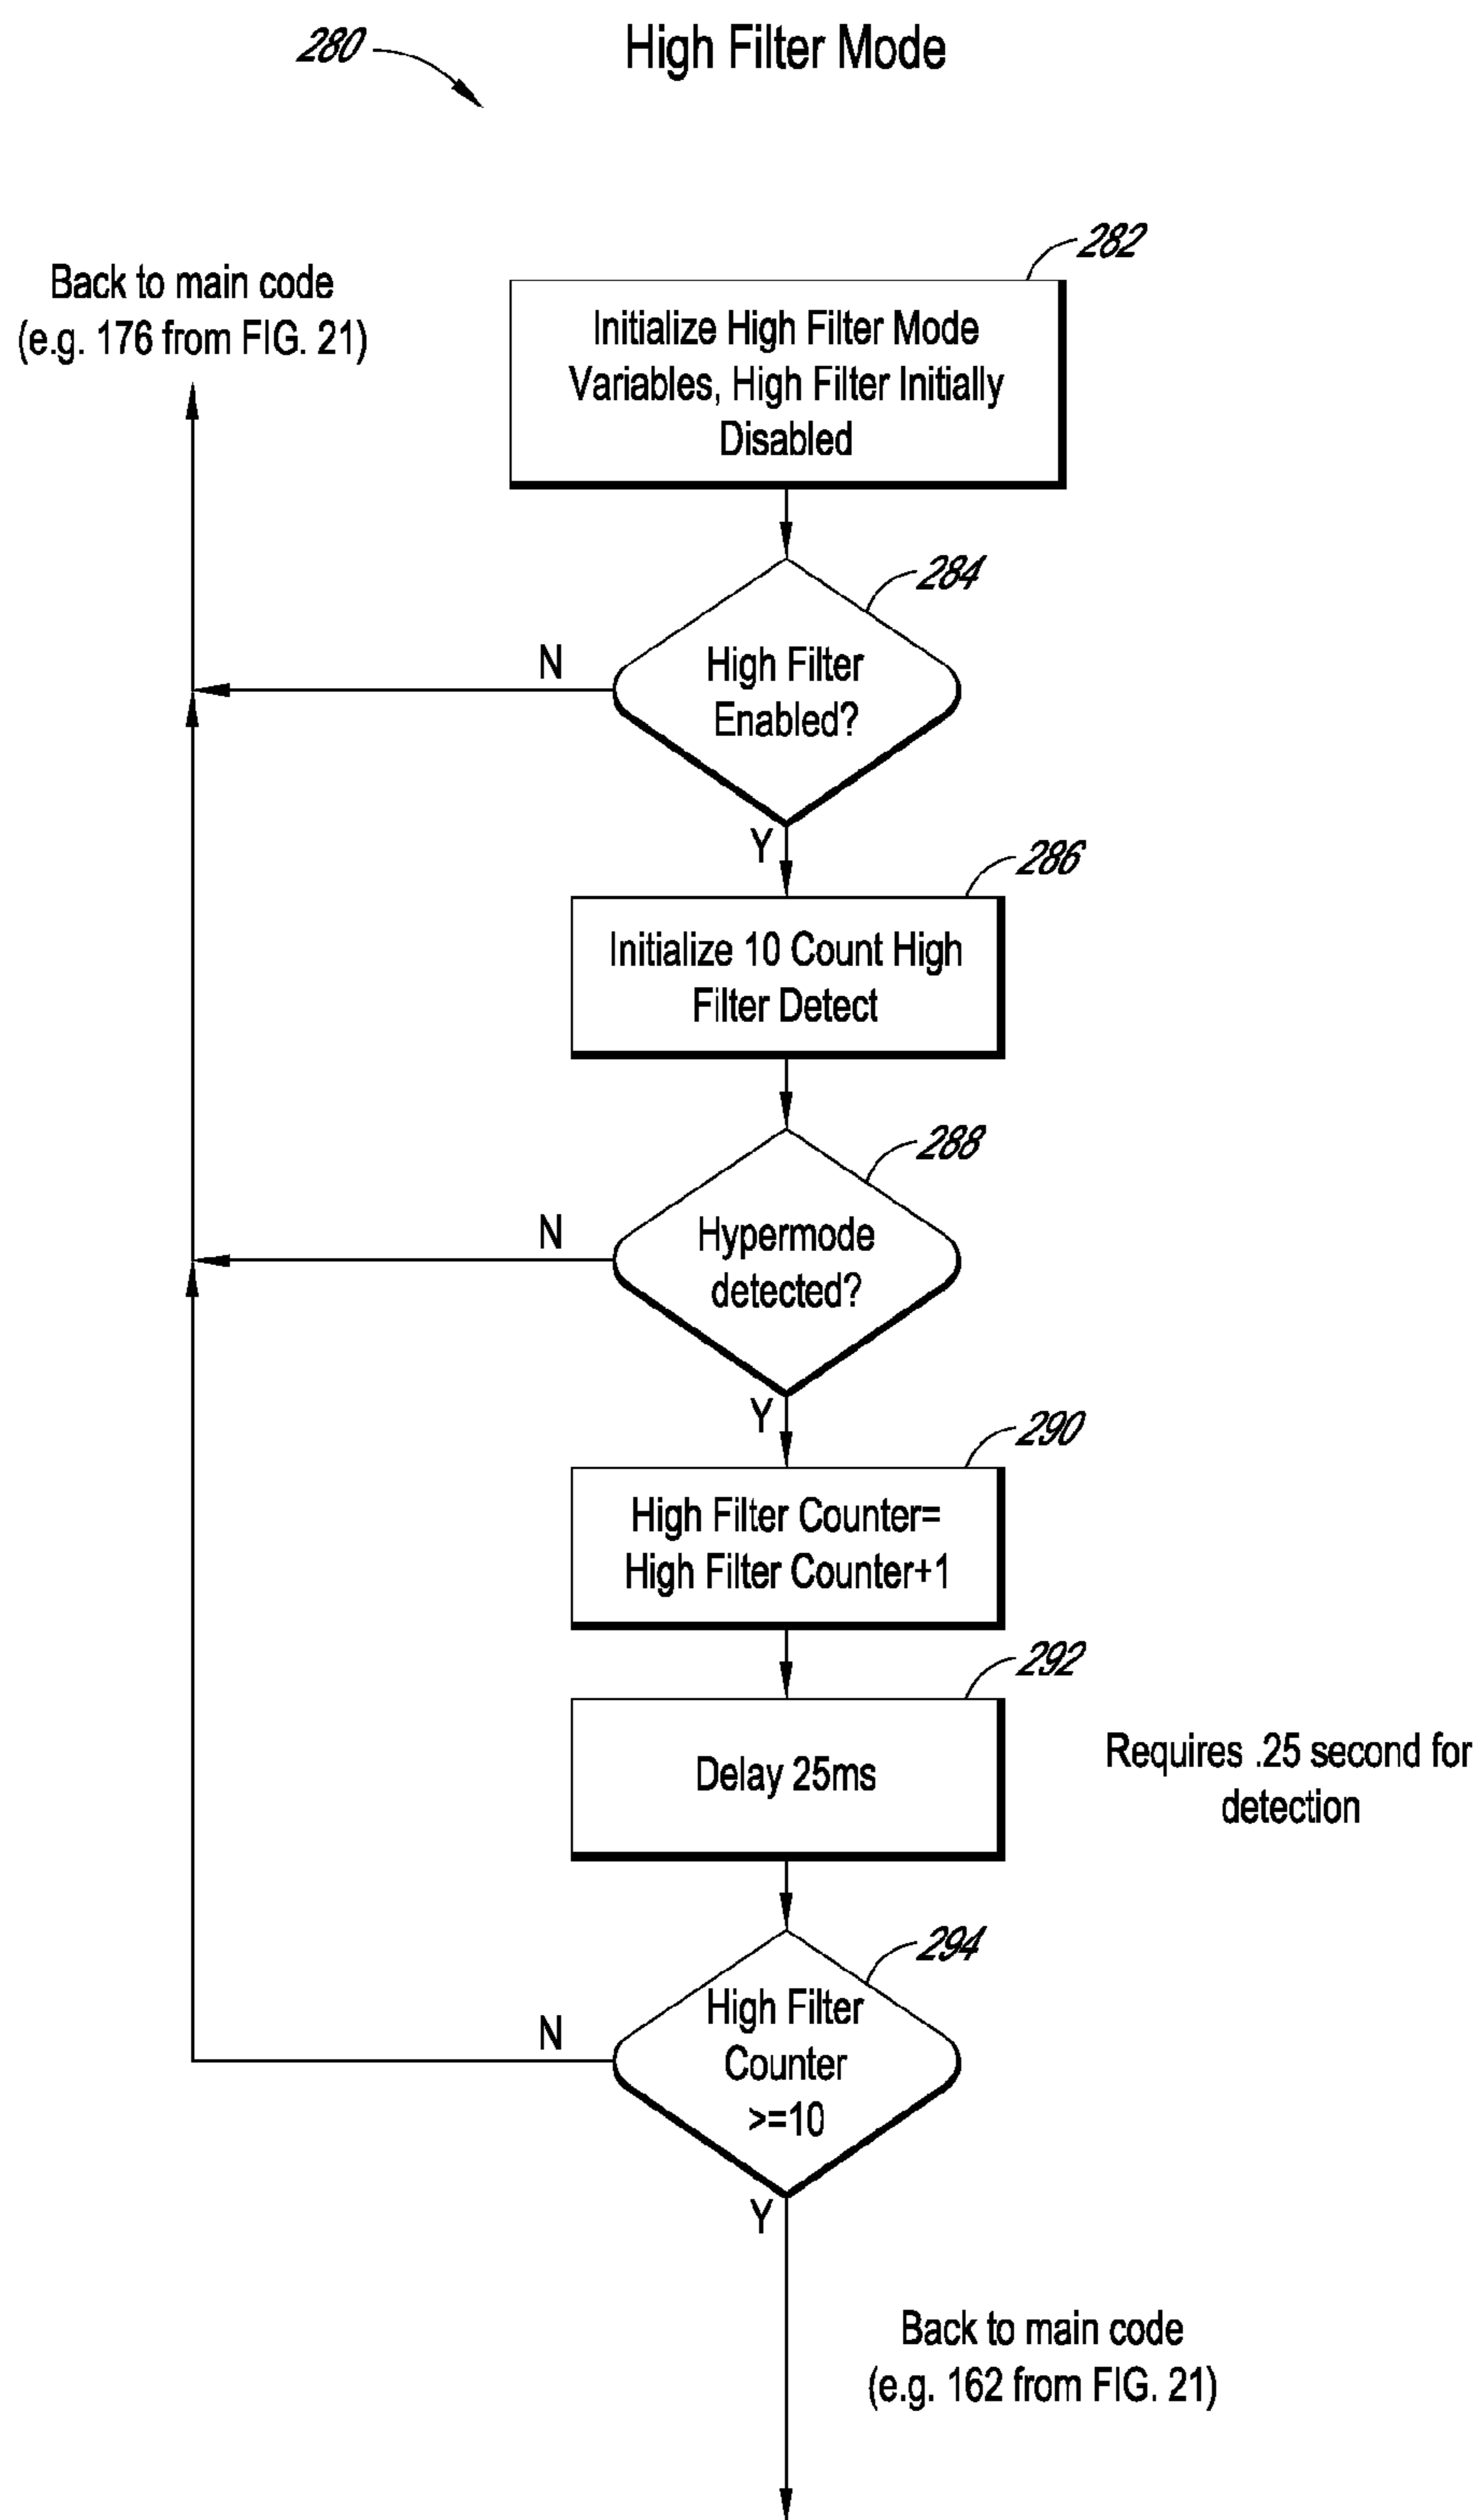 280
High Filter Mode
282
Back to main code
(e.g. 176 from FIG. 21)
Initialize High Filter Mode
Variables, High Filter Initially
Disabled
284
N
High Filter
Enabled?
Y
286
Initialize 10 Count High
Filter Detect
288
N
Hypermode
detected?
Y
290
High Filter Counter=
High Filter Counter+1
292
Delay 25ms
Requires .25 second for
detection
294
N
High Filter
Counter
>=10
Y
Back to main code
(e.g. 162 from FIG. 21)